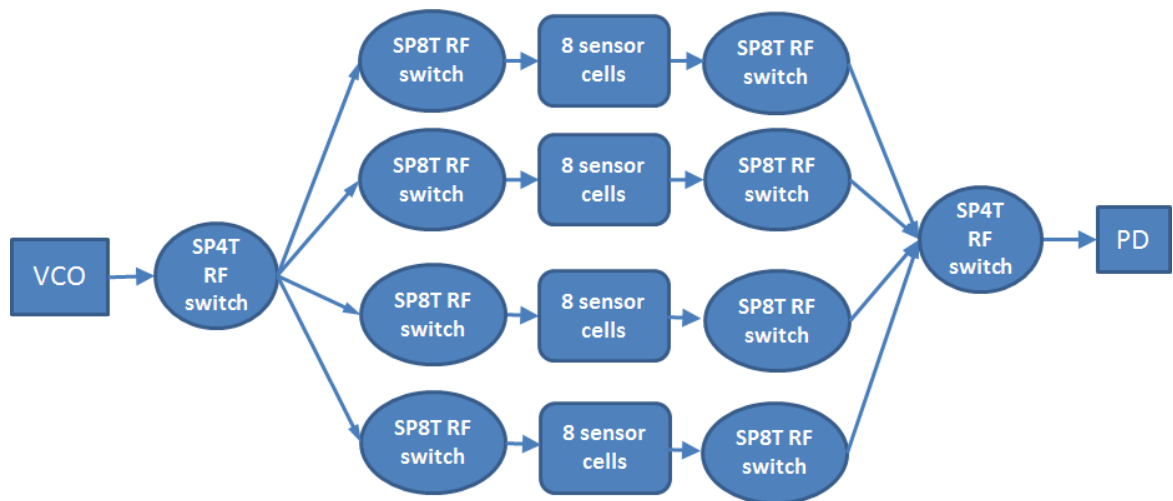 SP8T RF
switch
8 sensor
cells
SP8T RF
switch
SP8T RF
switch
8 sensor
cells
SP8T RF
switch
VCO
SP4T
RF
switch
SP4T
RF
switch
PD
SP8T RF
switch
8 sensor
cells
SP8T RF
switch
SP8T RF
switch
8 sensor
cells
SP8T RF
switch